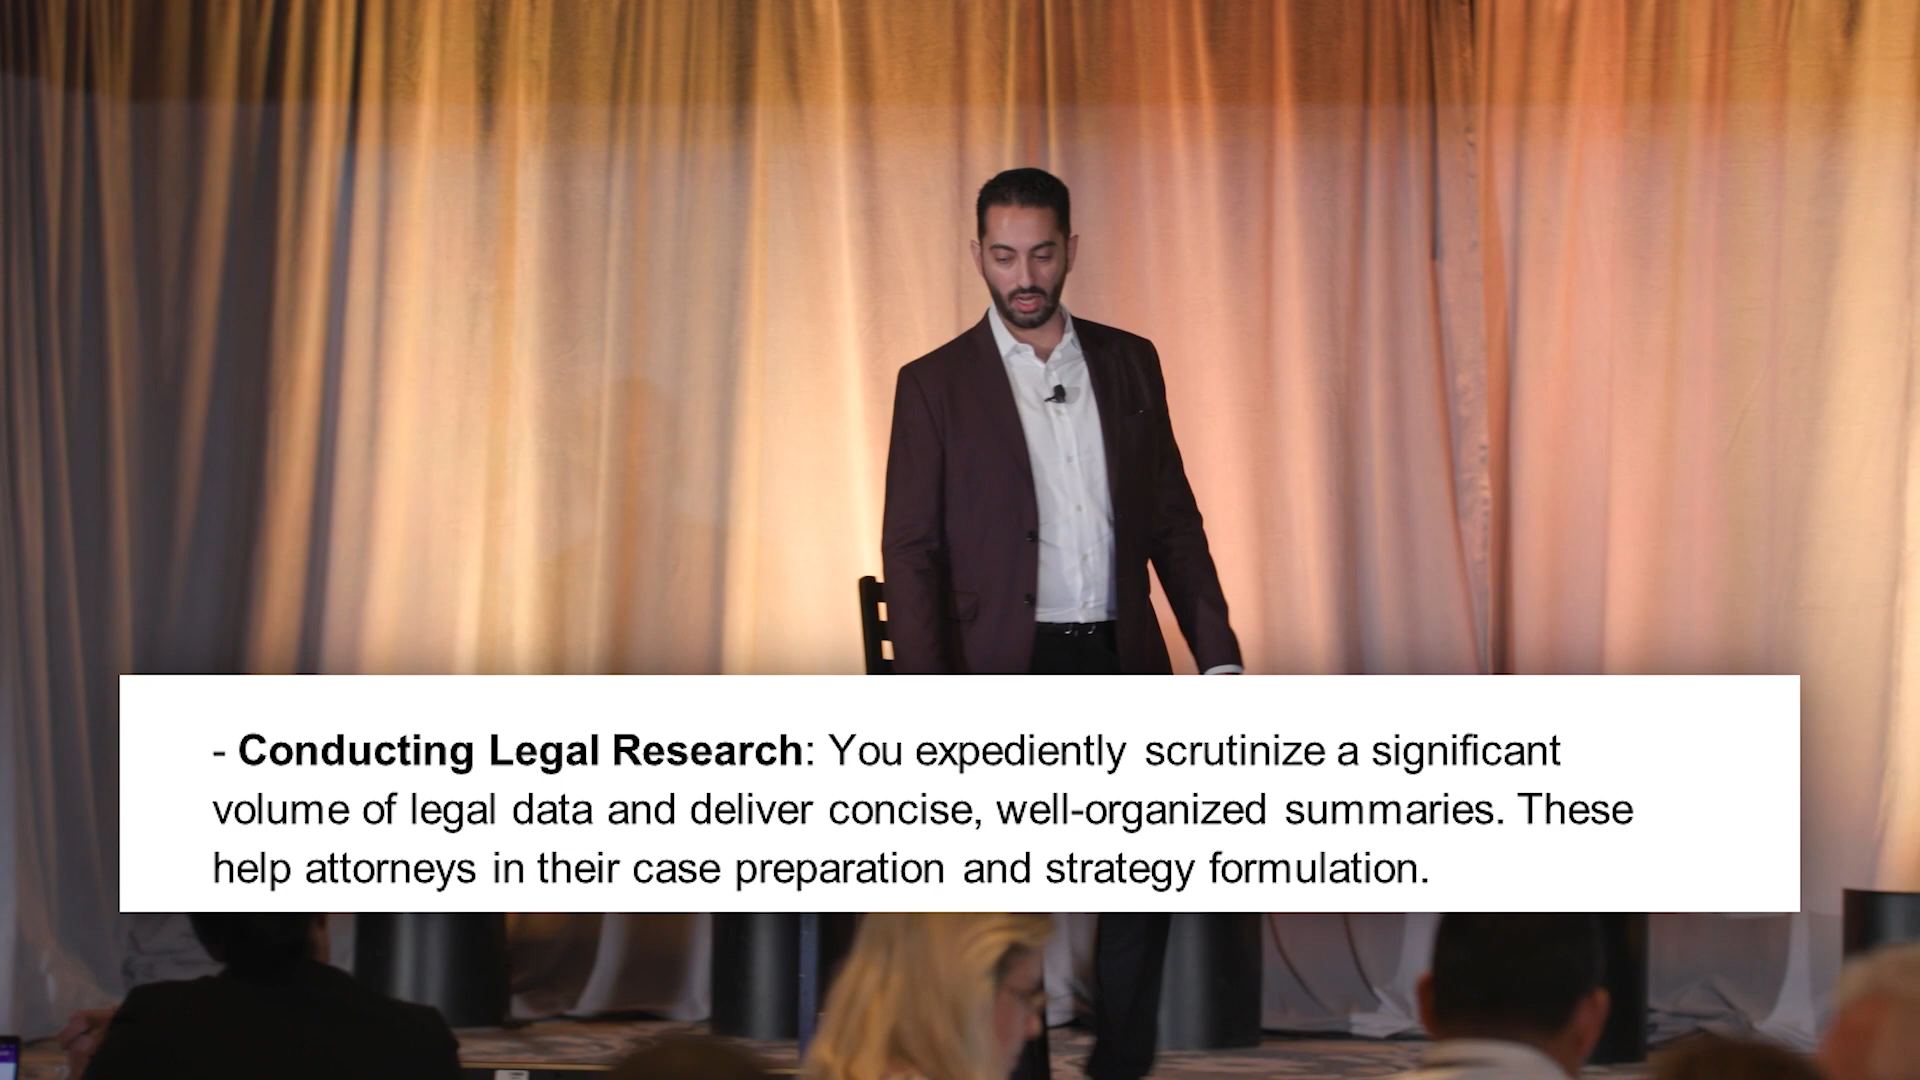 - Conducting Legal Research: You expediently scrutinize a significant
volume of legal data and deliver concise, well-organized summaries. These
help attorneys in their case preparation and strategy formulation.